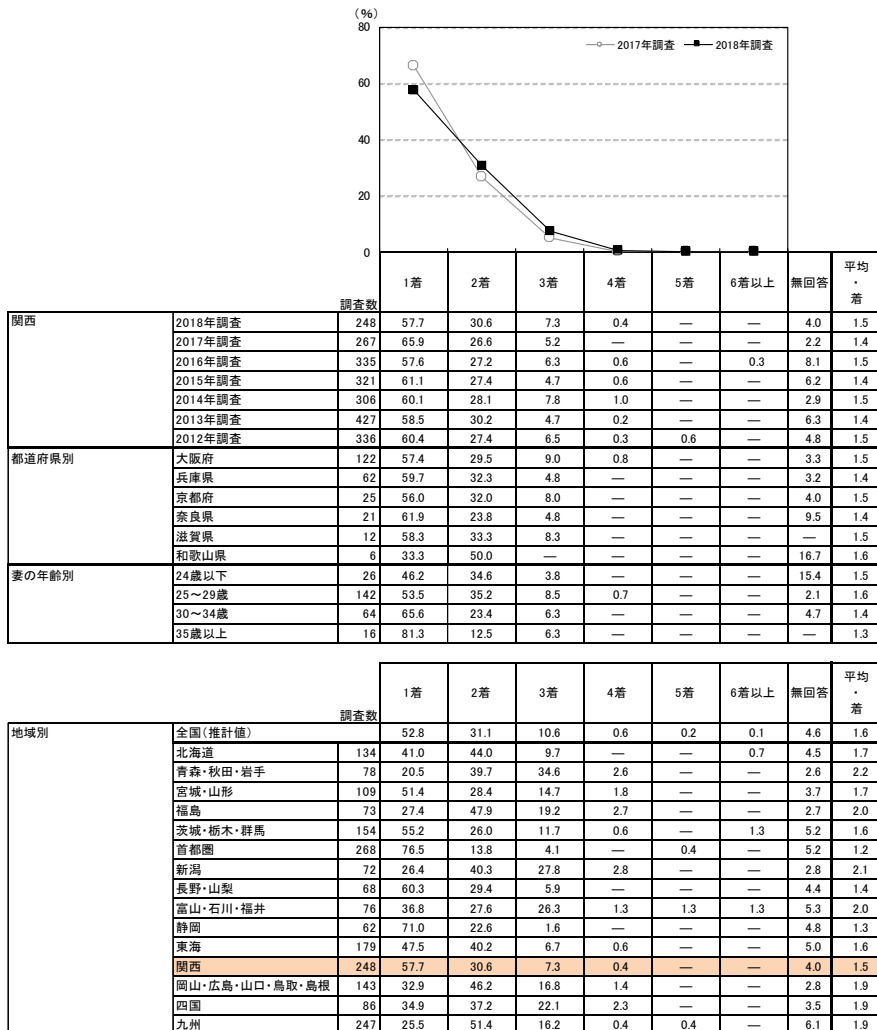 (％)
80
60
40
20
0
2017年調査 2018年調査
調査数 1着 2着 3着 4着 5着 6着以上 無回答 平均・着
関西 2018年調査 248 57.7 30.6 7.3 0.4 ― ― 4.0 1.5
2017年調査 267 65.9 26.6 5.2 ― ― ― 2.2 1.4
2016年調査 335 57.6 27.2 6.3 0.6 ― 0.3 8.1 1.5
2015年調査 321 61.1 27.4 4.7 0.6 ― ― 6.2 1.4
2014年調査 306 60.1 28.1 7.8 1.0 ― ― 2.9 1.5
2013年調査 427 58.5 30.2 4.7 0.2 ― ― 6.3 1.4
2012年調査 336 60.4 27.4 6.5 0.3 0.6 ― 4.8 1.5
都道府県別 大阪府 122 57.4 29.5 9.0 0.8 ― ― 3.3 1.5
兵庫県 62 59.7 32.3 4.8 ― ― ― 3.2 1.4
京都府 25 56.0 32.0 8.0 ― ― ― 4.0 1.5
奈良県 21 61.9 23.8 4.8 ― ― ― 9.5 1.4
滋賀県 12 58.3 33.3 8.3 ― ― ― ― 1.5
和歌山県 6 33.3 50.0 ― ― ― ― 16.7 1.6
妻の年齢別 24歳以下 26 46.2 34.6 3.8 ― ― ― 15.4 1.5
25～29歳 142 53.5 35.2 8.5 0.7 ― ― 2.1 1.6
30～34歳 64 65.6 23.4 6.3 ― ― ― 4.7 1.4
35歳以上 16 81.3 12.5 6.3 ― ― ― ― 1.3
調査数 1着 2着 3着 4着 5着 6着以上 無回答 平均・着
地域別 全国(推計値) 52.8 31.1 10.6 0.6 0.2 0.1 4.6 1.6
北海道 134 41.0 44.0 9.7 ― ― 0.7 4.5 1.7
青森・秋田・岩手 78 20.5 39.7 34.6 2.6 ― ― 2.6 2.2
宮城・山形 109 51.4 28.4 14.7 1.8 ― ― 3.7 1.7
福島 73 27.4 47.9 19.2 2.7 ― ― 2.7 2.0
茨城・栃木・群馬 154 55.2 26.0 11.7 0.6 ― 1.3 5.2 1.6
首都圏 268 76.5 13.8 4.1 ― 0.4 ― 5.2 1.2
新潟 72 26.4 40.3 27.8 2.8 ― ― 2.8 2.1
長野・山梨 68 60.3 29.4 5.9 ― ― ― 4.4 1.4
富山・石川・福井 76 36.8 27.6 26.3 1.3 1.3 1.3 5.3 2.0
静岡 62 71.0 22.6 1.6 ― ― ― 4.8 1.3
東海 179 47.5 40.2 6.7 0.6 ― ― 5.0 1.6
関西 248 57.7 30.6 7.3 0.4 ― ― 4.0 1.5
岡山・広島・山口・鳥取・島根 143 32.9 46.2 16.8 1.4 ― ― 2.8 1.9
四国 86 34.9 37.2 22.1 2.3 ― ― 3.5 1.9
九州 247 25.5 51.4 16.2 0.4 0.4 ― 6.1 1.9